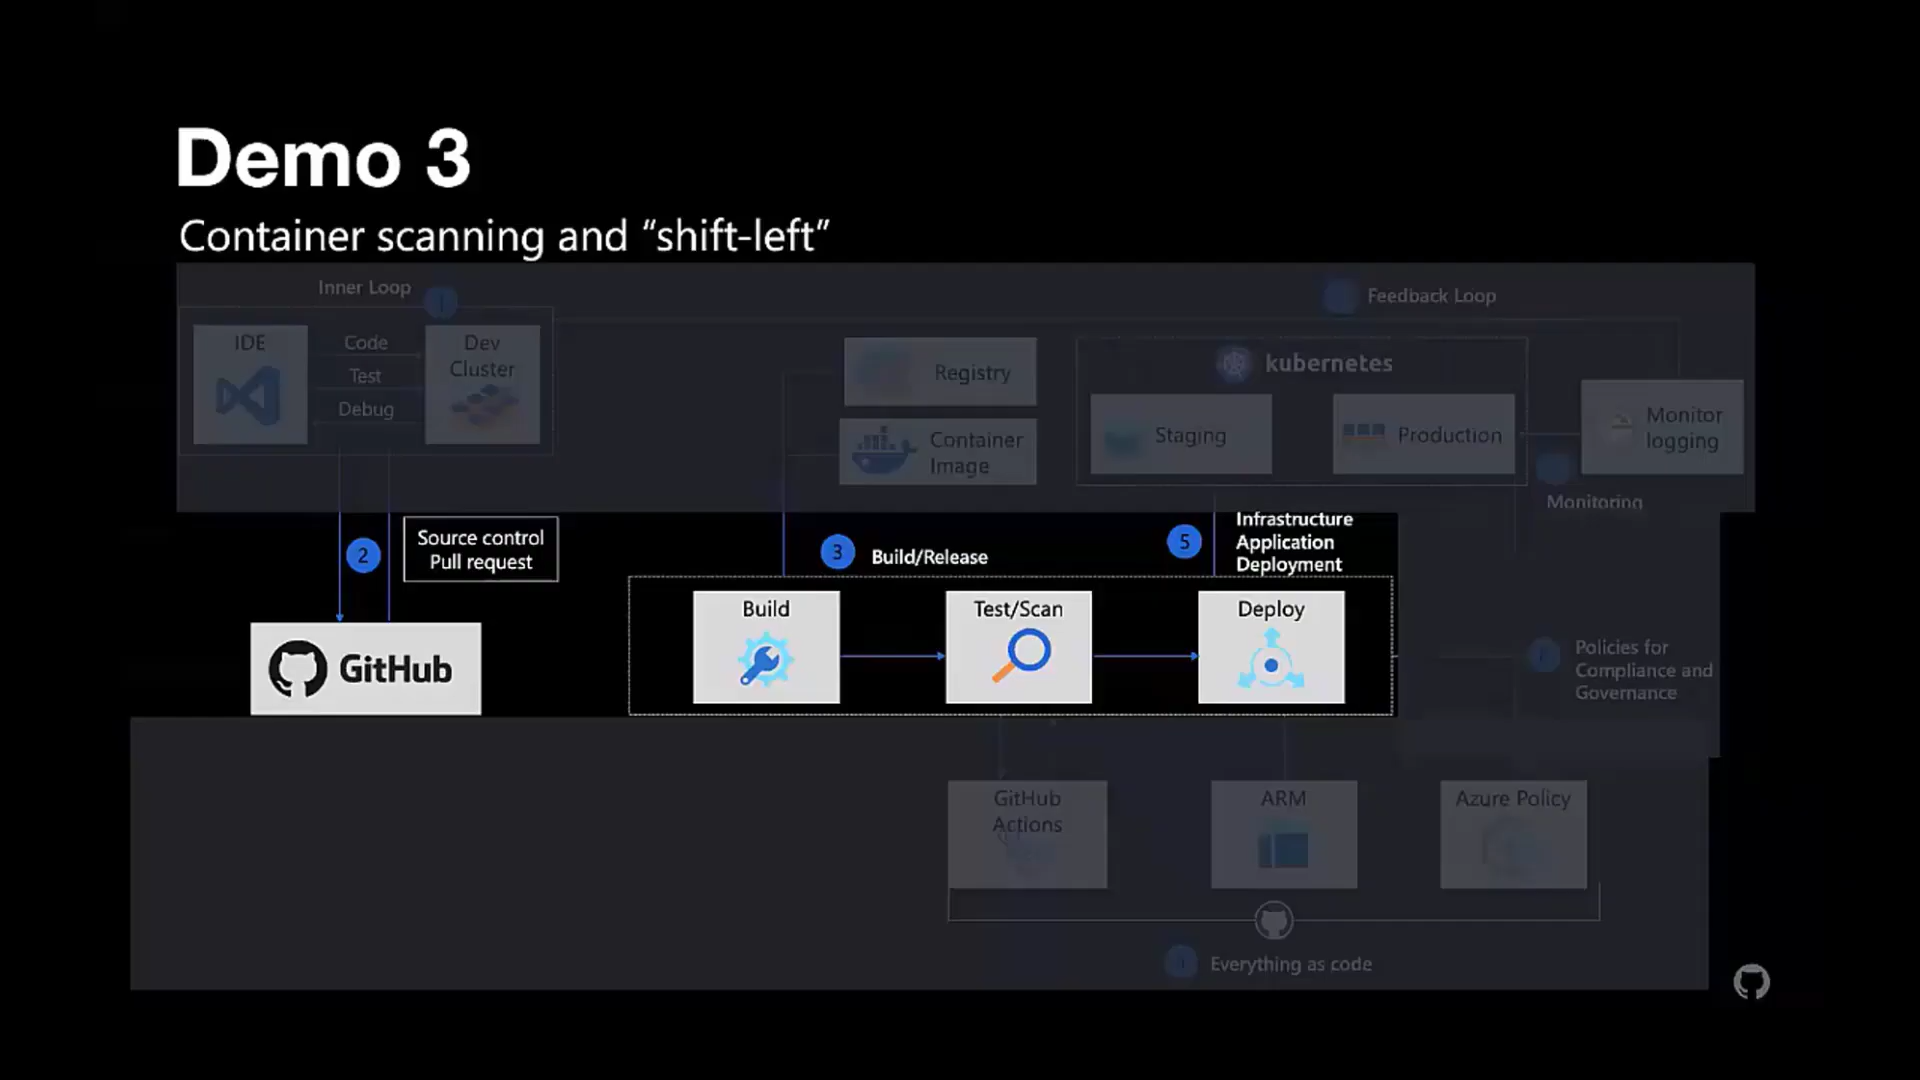 Demo 3
Container scanning and “shift-left”
Inner Loop
Feedback Loop
IDE
Code
Test
Debug
Dev
Cluster
Registry
Container
Image
kubernetes
Staging
Production
Monitor
logging
Monitoring
2
Source control
Pull request
3
Build/Release
5
Infrastructure
Application
Deployment
GitHub
Build
Test/Scan
Deploy
Policies for
Compliance and
Governance
GitHub
Actions
ARM
Azure Policy
Everything as code